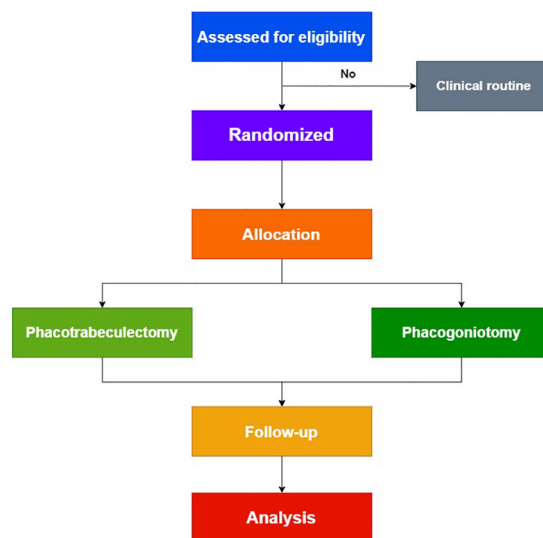 Assessed for eligibility
No
Clinical routine
Randomized
Allocation
Phacotrabeculectomy
Phacogoniotomy
Follow-up
Analysis